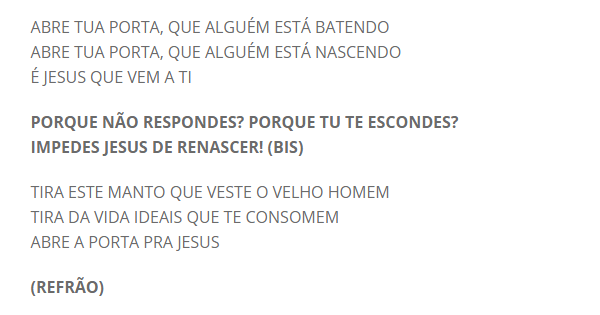 ABRE TUA PORTA, QUE ALGUÉM ESTÁ BATENDO
ABRE TUA PORTA, QUE ALGUÉM ESTÁ NASCENDO
É JESUS QUE VEM A TI
PORQUE NÃO RESPONDES? PORQUE TU TE ESCONDES?
IMPEDES JESUS DE RENASCER! (BIS)
TIRA ESTE MANTO QUE VESTE O VELHO HOMEM
TIRA DA VIDA IDEAIS QUE TE CONSOMEM
ABRE A PORTA PRA JESUS
(REFRÃO)